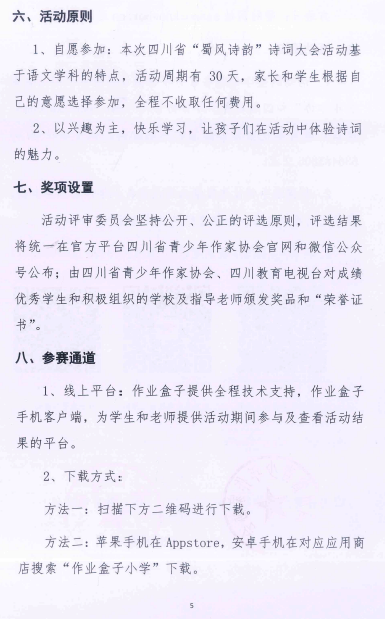 六、活动原则
1、自愿参加：本次四川省“蜀风诗韵”诗词大会活动基
于语文学科的特点，活动周期有 30 天，家长和学生根据自
己的意愿选择参加，全程不收取任何费用。
2、以兴趣为主，快乐学习，让孩子们在活动中体验诗词
的魅力。
七、奖项设置
活动评审委员会坚持公开、公正的评选原则，评选结果
将统一在官方平台四川省青少年作家协会官网和微信公众
号公布；由四川省青少年作家协会、四川教育电视台对成绩
优秀学生和积极组织的学校及指导老师颁发奖品和“荣誉证
书”。
八、参赛通道
1、线上平台：作业盒子提供全程技术支持，作业盒子
手机客户端，为学生和老师提供活动期间参与及查看活动结
果的平台。
2、下载方式：
方法一：扫描下方二维码进行下载。
方法二：苹果手机在 Appstore，安卓手机在对应应用商
店搜索“作业盒子小学”下载。
5